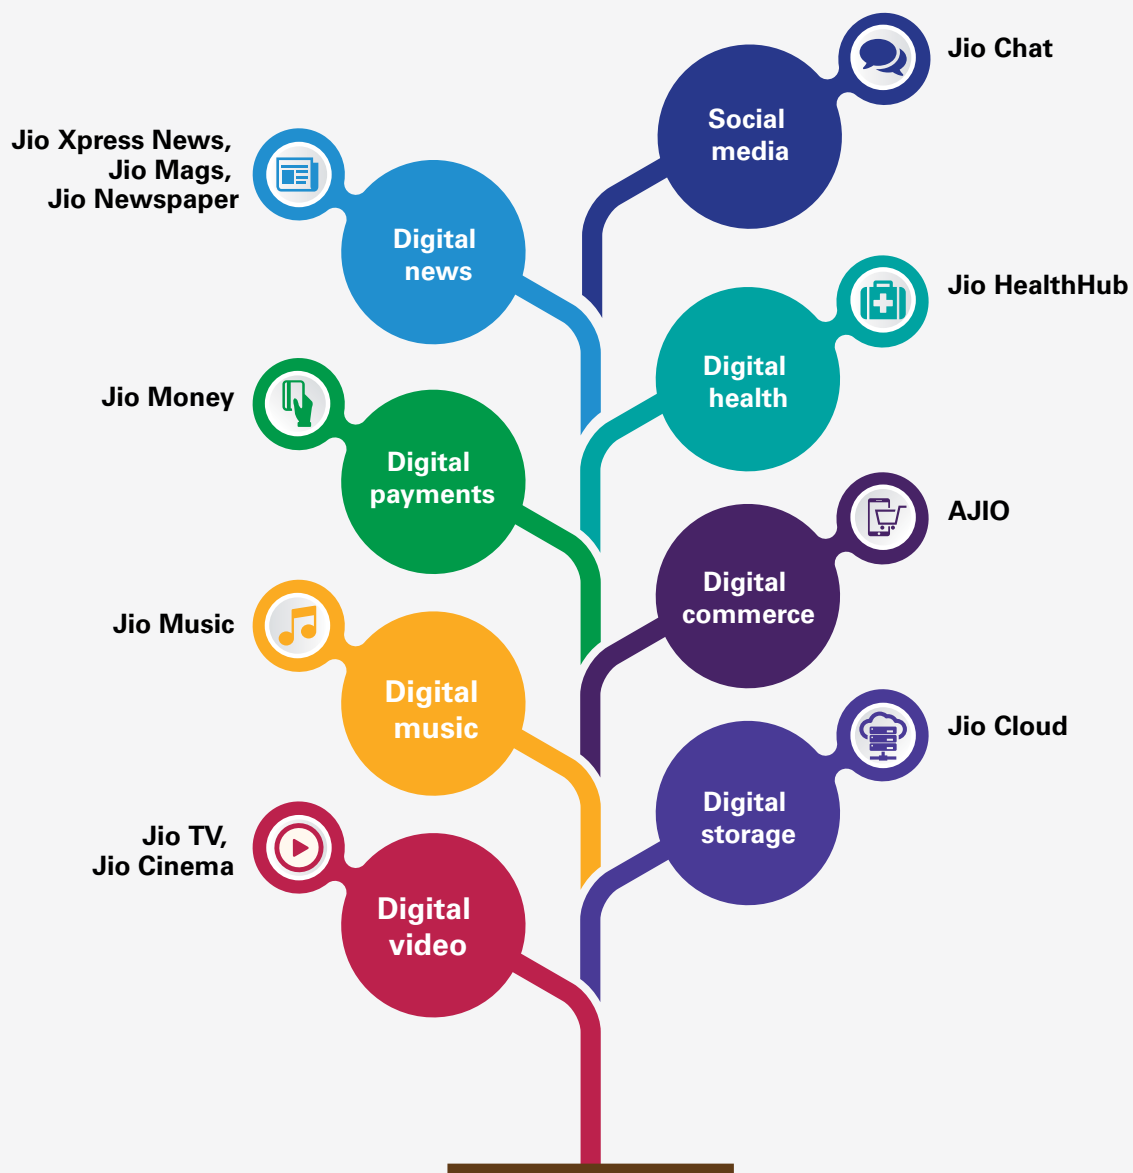 Jio Chat
Social
media
Jio Xpress News,
Jio Mags,
Jio Newspaper
Digital
news
Jio HealthHub
Digital
health
Jio Money
Digital
payments
AJIO
Digital
commerce
Jio Music
Digital
music
Jio Cloud
Digital
storage
Jio TV,
Jio Cinema
Digital
video